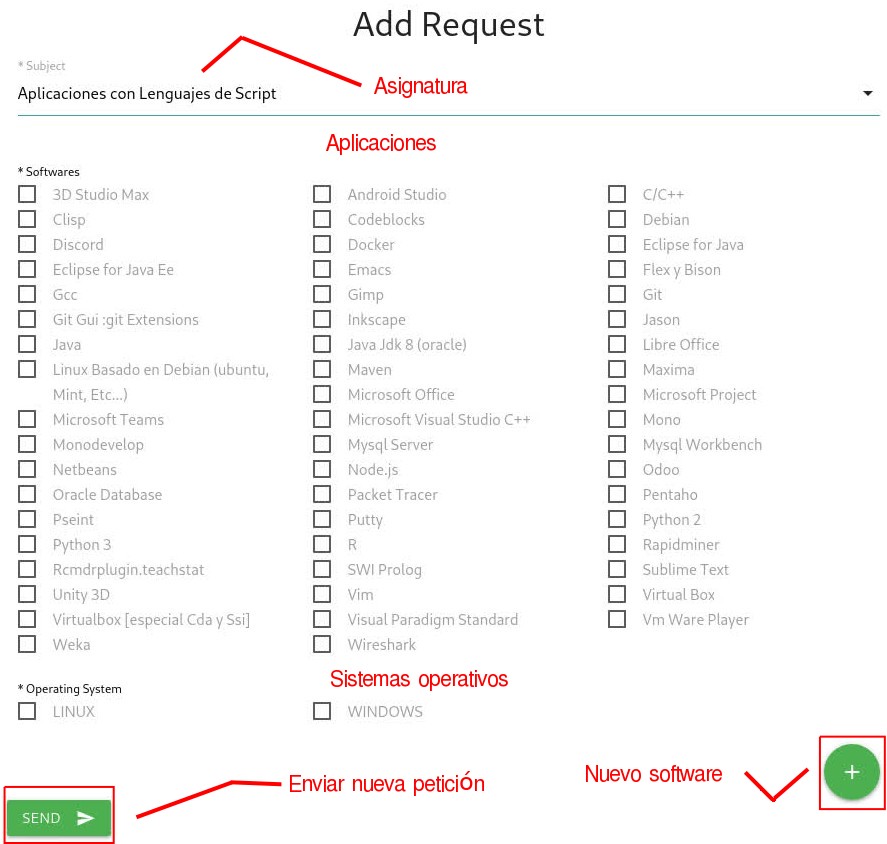 Add Request
* Subject
Aplicaciones con Lenguajes de Script
Asignatura
Aplicaciones
* Softwares
3D Studio Max Android Studio C/C++
Clisp Codeblocks Debian
Discord Docker Eclipse for Java
Eclipse for Java Ee Emacs Flex y Bison
Gcc Gimp Git
Git Gui :git Extensions Inkscape Jason
Java Java Jdk 8 (oracle) Libre Office
Linux Basado en Debian (ubuntu, Maven Maxima
Mint, Etc...) Microsoft Office Microsoft Project
Microsoft Teams Microsoft Visual Studio C++ Mono
Monodevelop Mysql Server Mysql Workbench
Netbeans Node.js Odoo
Oracle Database Packet Tracer Pentaho
Pseint Putty Python 2
Python 3 R Rapidminer
Rcmdrplugin.teachstat SWI Prolog Sublime Text
Unity 3D Vim Virtual Box
Virtualbox [especial Cda y Ssi] Visual Paradigm Standard Vm Ware Player
Weka Wireshark
Sistemas operativos
* Operating System
LINUX WINDOWS
Nuevo software +
Enviar nueva petición
SEND